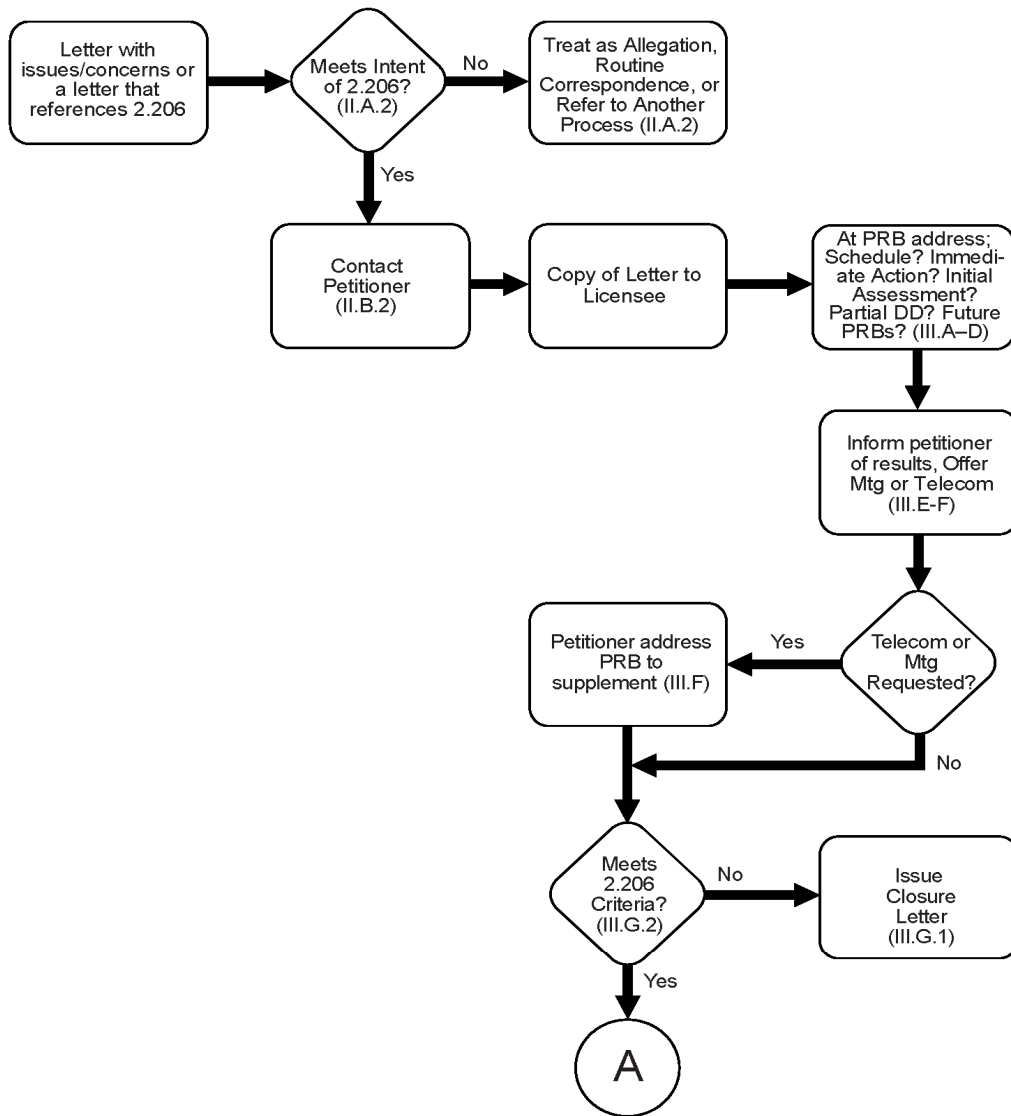 Letter with
issues/concerns or
a letter that
references 2.206
Meets Intent
of 2.206?
(II.A.2)
No
Treat as Allegation,
Routine
Correspondence, or
Refer to Another
Process (II.A.2)
Yes
Contact
Petitioner
(II.B.2)
Copy of Letter to
Licensee
At PRB address;
Schedule? Immedi-
ate Action? Initial
Assessment?
Partial DD? Future
PRBs? (III.A–D)
Inform petitioner
of results, Offer
Mtg or Telecom
(III.E-F)
Telecom or
Mtg
Requested?
Yes
Petitioner address
PRB to
supplement (III.F)
No
Meets
2.206
Criteria?
(III.G.2)
No
Issue
Closure
Letter
(III.G.1)
Yes
A